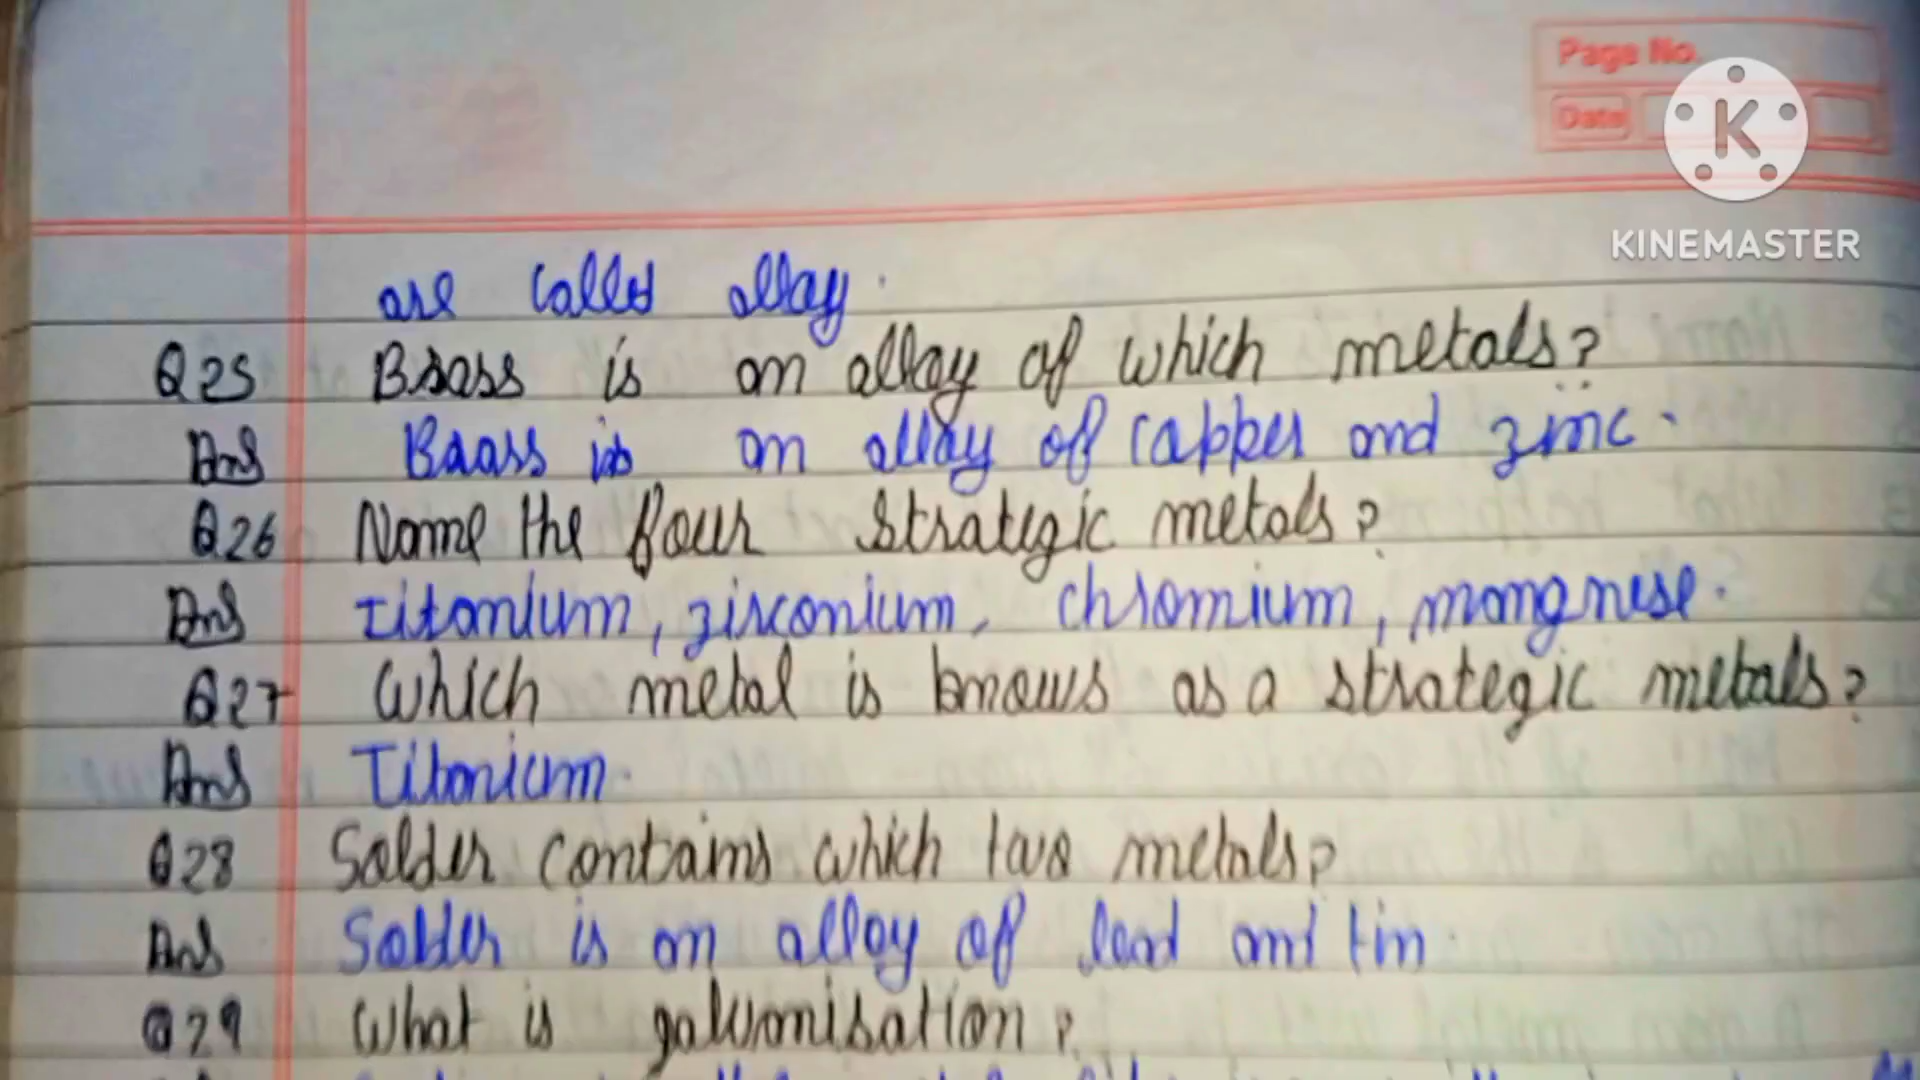 Page No.
Date
KINEMASTER
are called alloy.
Q25 Brass is an alloy of which metals?
Ans Brass is an alloy of copper and zinc.
Q26 Name the four strategic metals?
Ans Titanium, zirconium, chromium, mangnese.
Q27 Which metal is knows as a strategic metals?
Ans Titanium.
Q28 Solder contains which two metals?
Ans Solder is an alloy of lead and tin.
Q29 What is galvanisation?